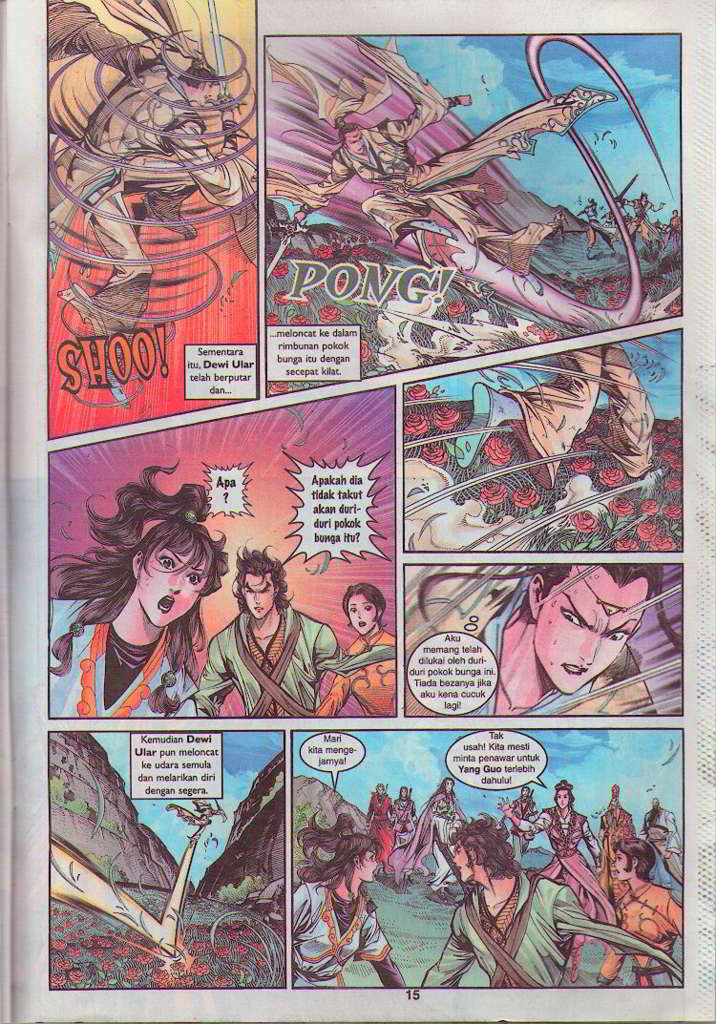 SHOO!
Sementara
itu, Dewi Ular
telah berputar
dan...
PONG!
...meloncat ke dalam
rimbunan pokok
bunga itu dengan
secepat kilat.
Apa
?
Apakah dia
tidak takut
akan duri-
duri pokok
bunga itu?
Aku
memang telah
dilukai oleh duri-
duri pokok bunga ini.
Tiada bezanya jika
aku kena cucuk
lagi!
Kemudian Dewi
Ular pun meloncat
ke udara semula
dan melarikan diri
dengan segera.
Mari
kita menge-
jarnya!
Tak
usah! Kita mesti
minta penawar untuk
Yang Guo terlebih
dahulu!
15